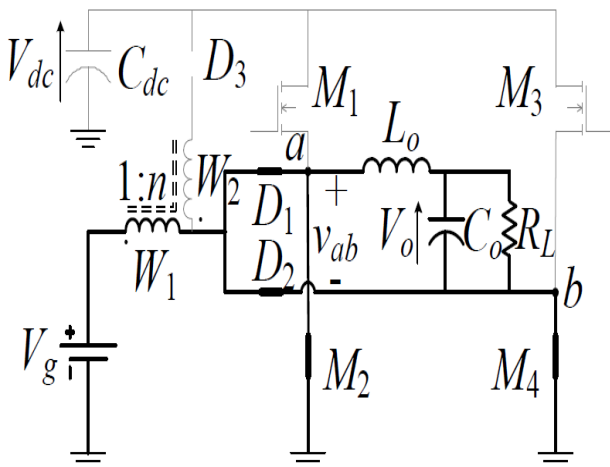 V_dc
C_dc
D_3
M_1
M_3
a
L_o
1:n
W_2
D_1
+
v_ab
V_o
C_o
R_L
W_1
D_2
-
b
V_g
+
-
M_2
M_4